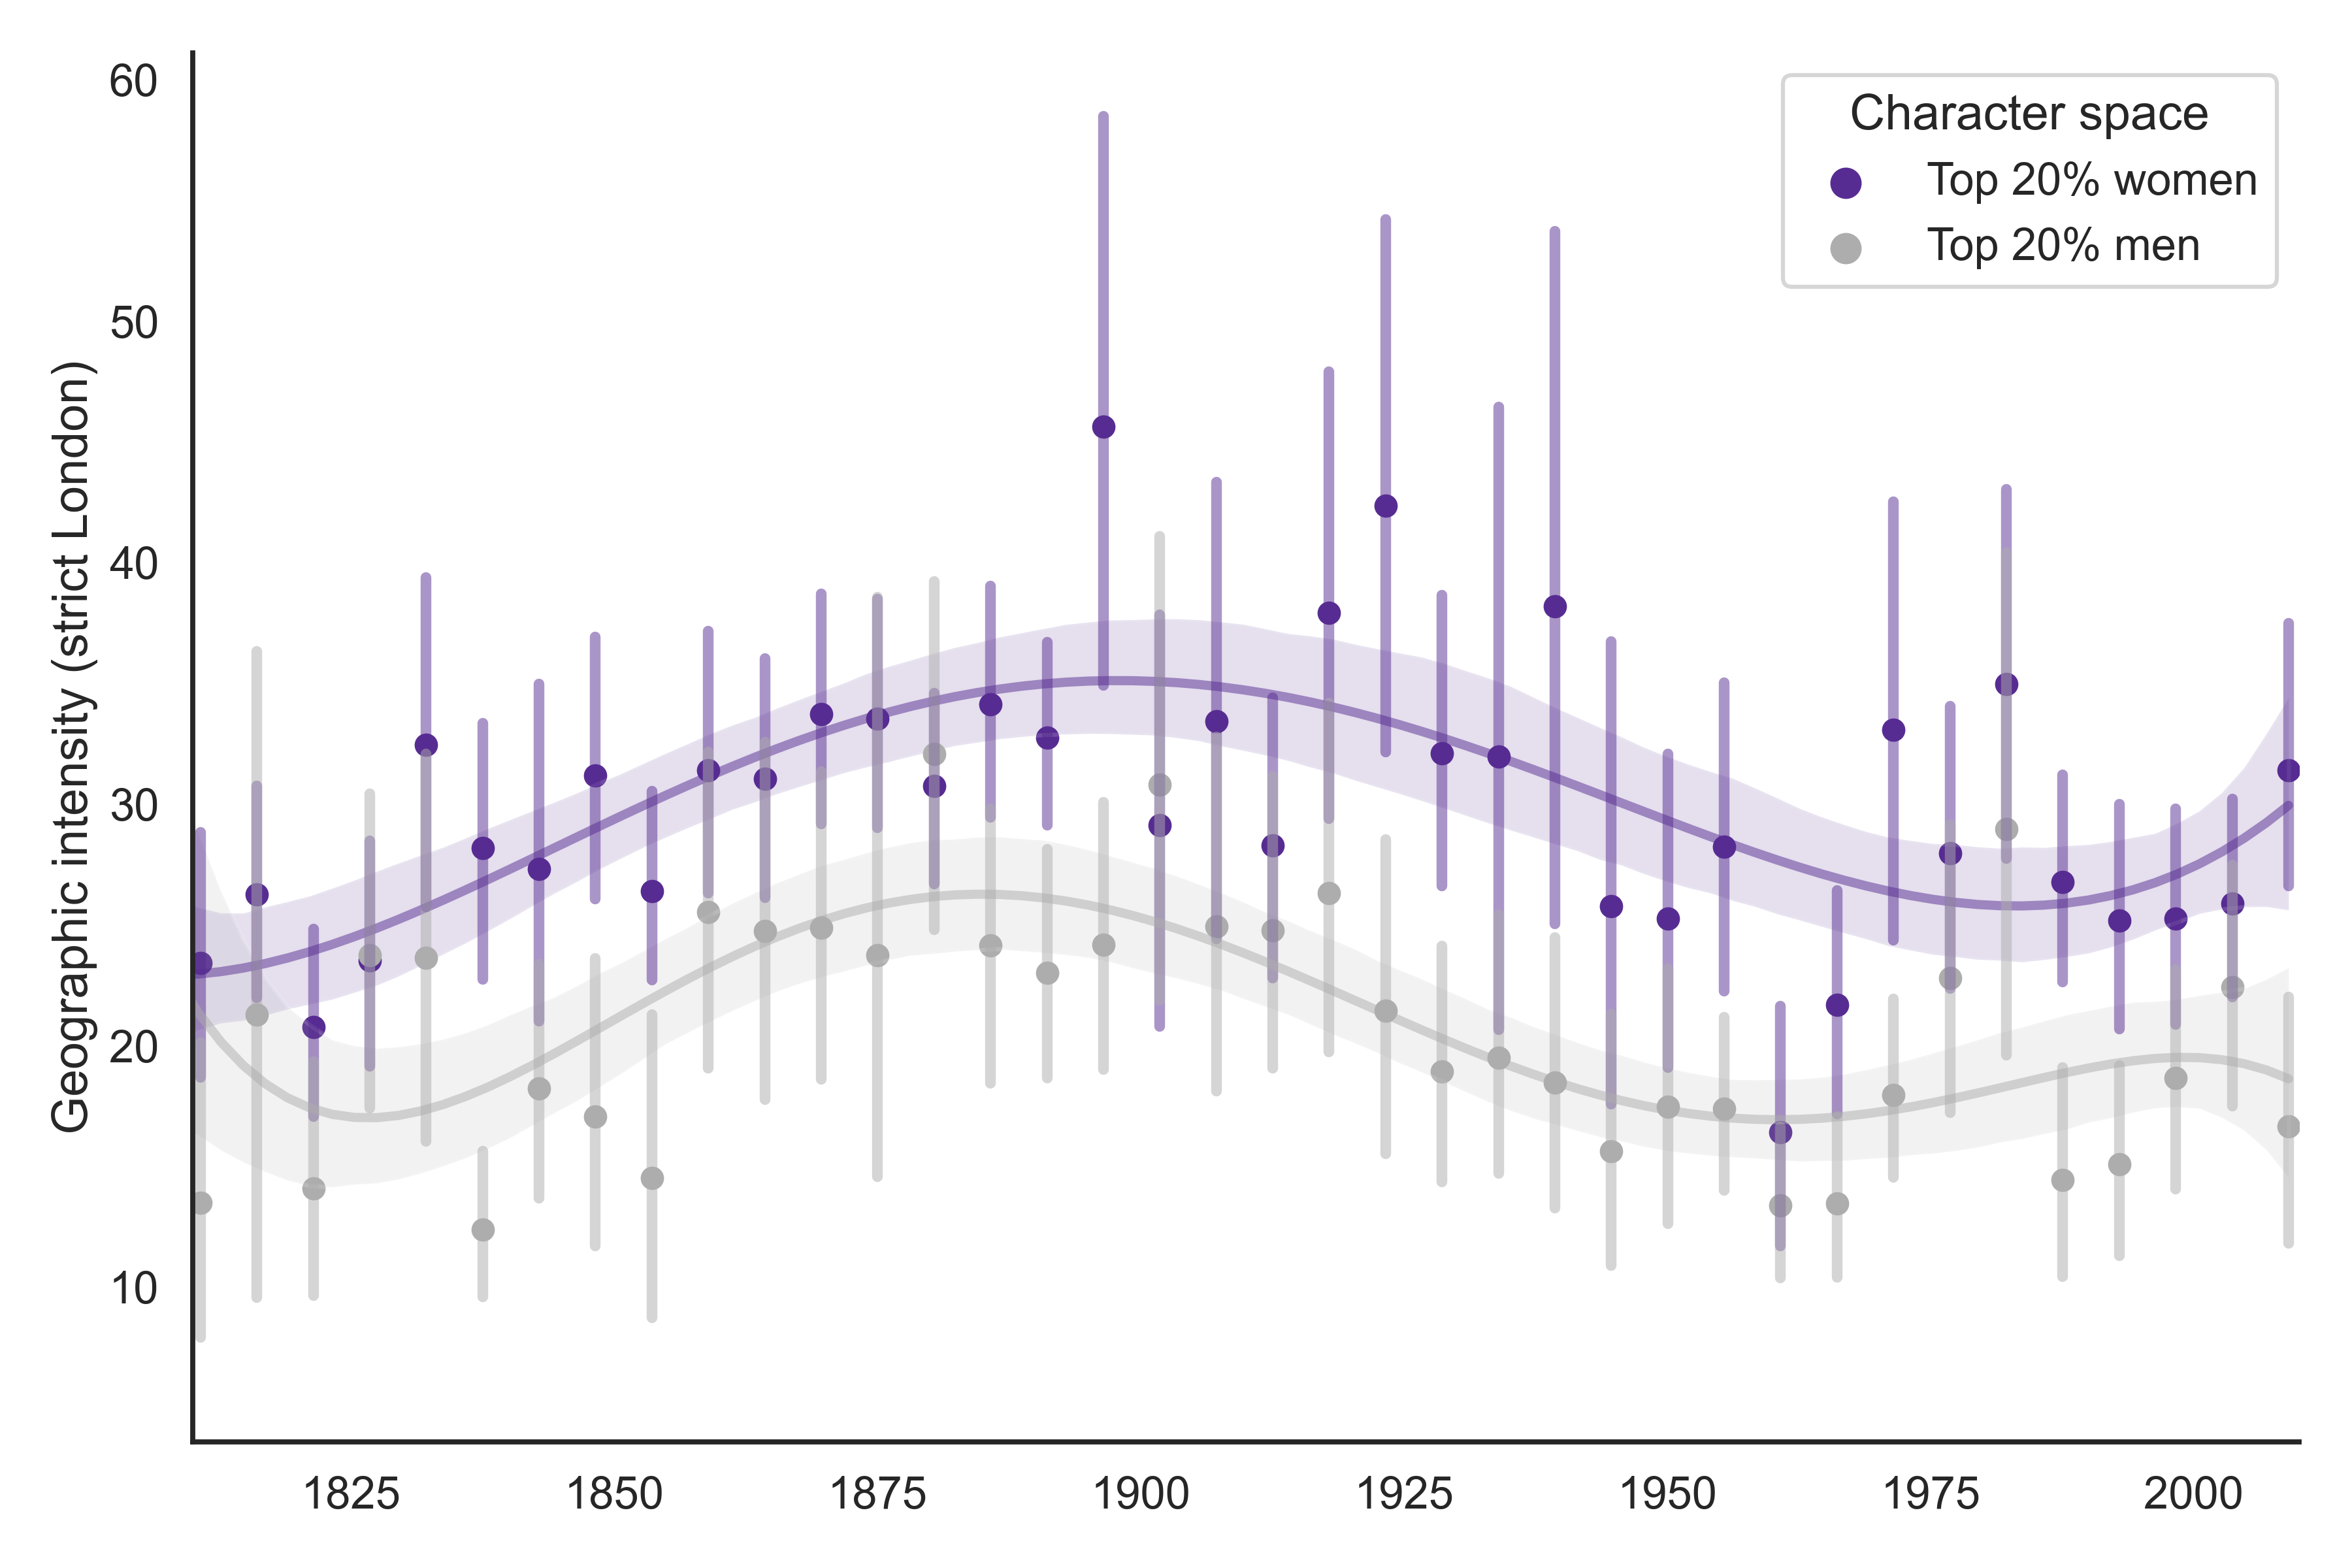 60
50
40
30
20
10
Geographic intensity (strict London)
Character space
Top 20% women
Top 20% men
1825 1850 1875 1900 1925 1950 1975 2000